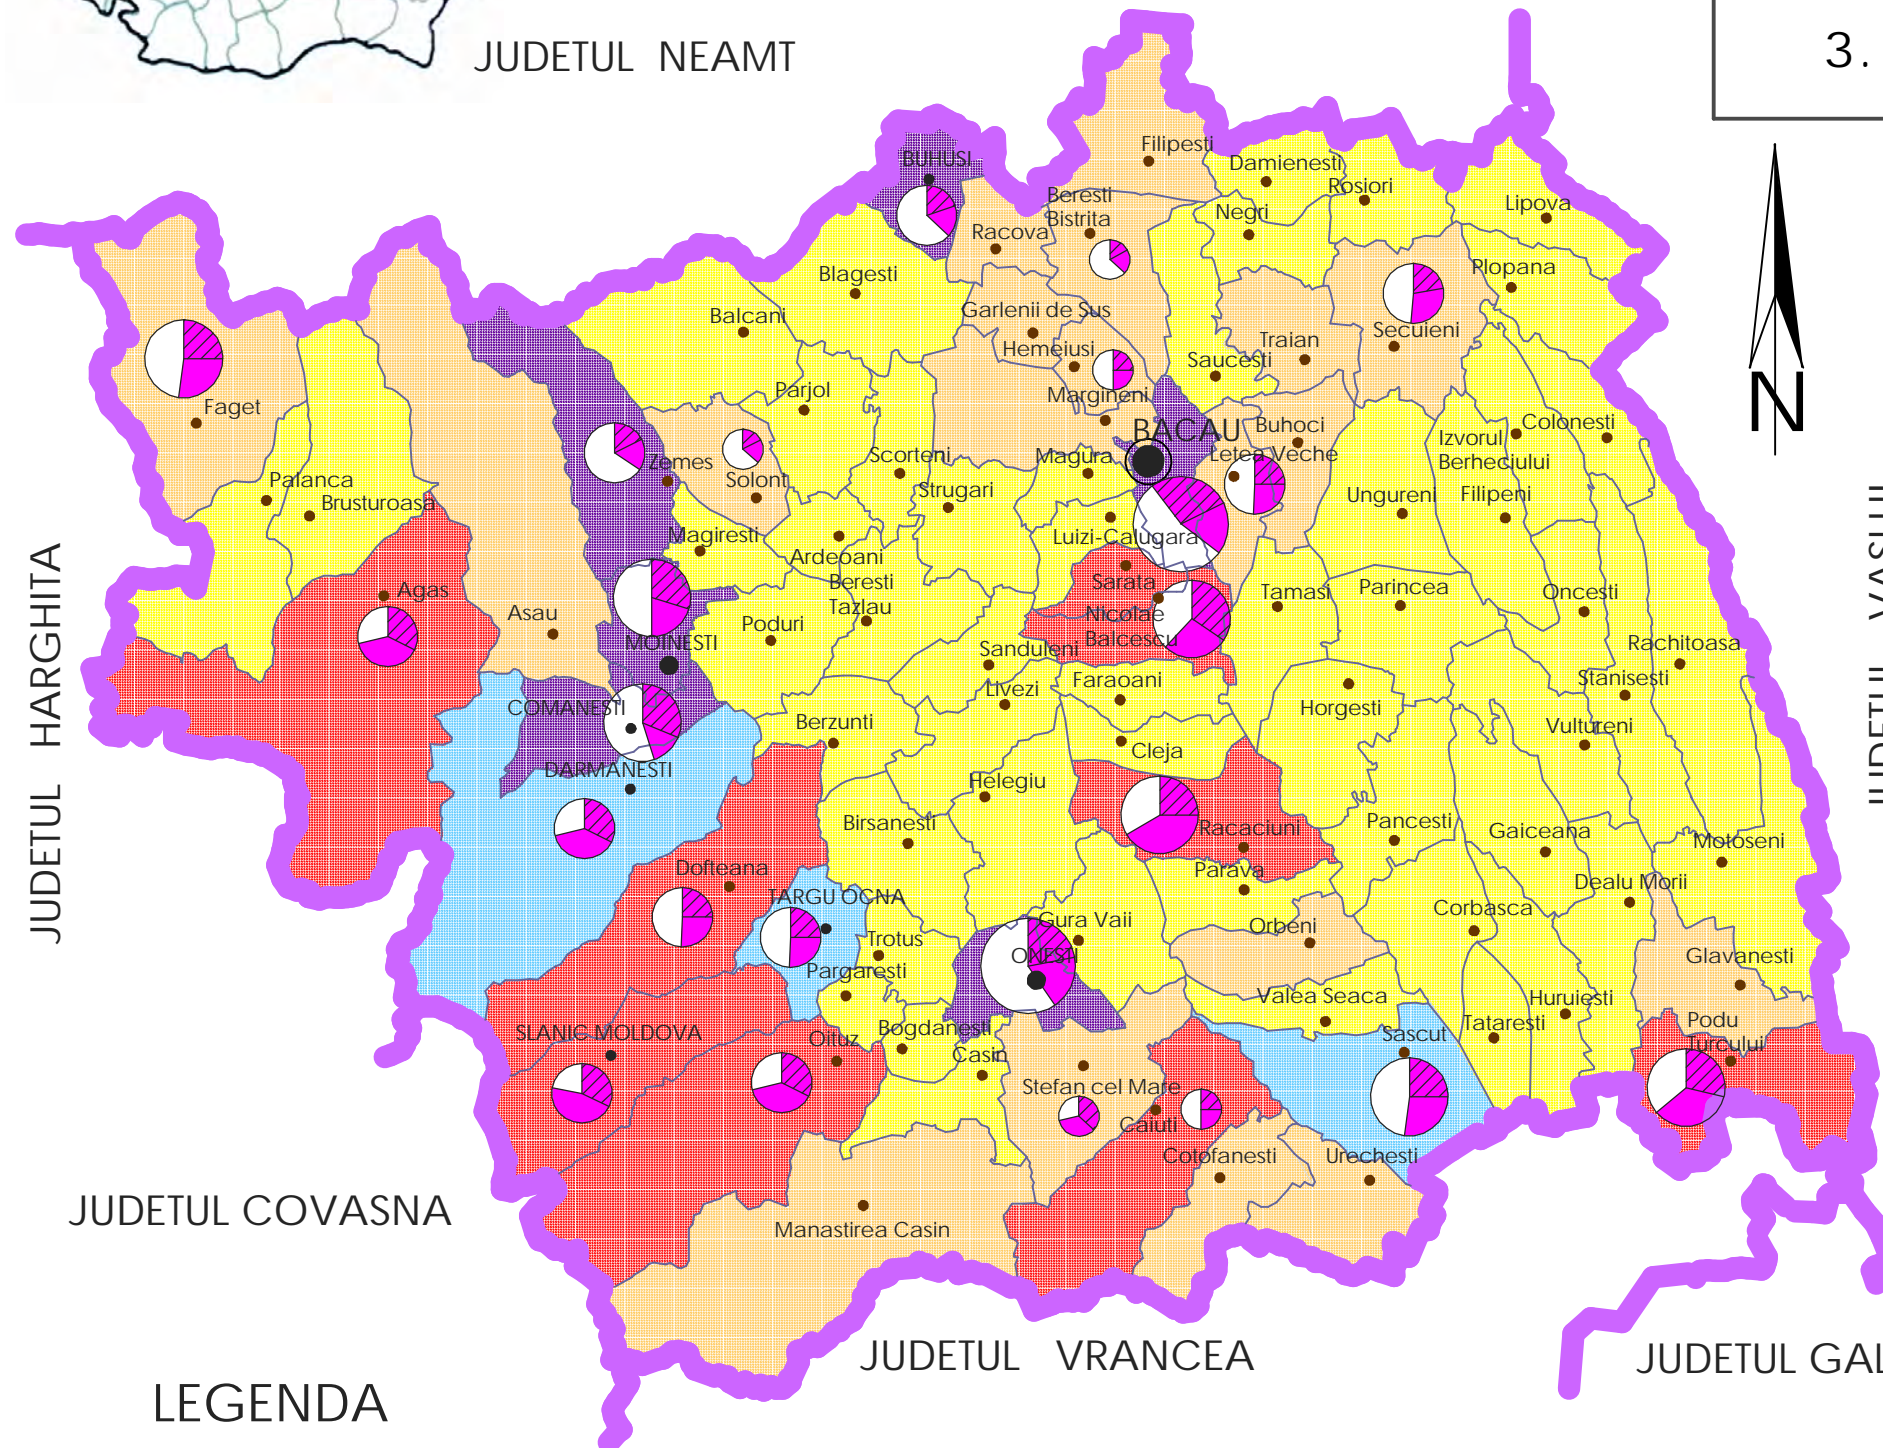 JUDETUL NEAMT
3.
Filipesti
BUHUSI
Damienesti
Rosiori
Beresti
Bistrita
Negri
Lipova
Racova
Blagesti
Plopana
Balcani
Garlenii de Sus
Hemeiusi
Traian
Secuieni
Saucesti
N
Parjol
Margineni
Faget
BACAU
Buhoci
Izvorul
Berheciului
Colonesti
Zemes
Solont
Scorteni
Magura
Letea Veche
Palanca
Brusturoasa
Strugari
Ungureni
Filipeni
Magiresti
Luizi-Calugara
Ardeoani
Beresti
Tazlau
Agas
Asau
Sarata
Nicolae
Balcescu
Tamasi
Parincea
Oncesti
JUDETUL HARGHITA
MOINESTI
Poduri
Sanduleni
Rachitoasa
Livezi
Faraoani
Stanisesti
COMANESTI
Berzunti
Horgesti
Vultureni
Cleja
DARMANESTI
Helegiu
Birsanesti
Racaciuni
Pancesti
Gaiceana
Motoseni
Dofteana
Parava
Dealu Morii
TARGU OCNA
Corbasca
Gura Vaii
Orbeni
Trotus
ONESTI
Glavanesti
Pargaresti
Valea Seaca
Huruiesti
SLANIC MOLDOVA
Oituz
Bogdanesti
Sascut
Tataresti
Podu
Turcului
Casin
Stefan cel Mare
Caiuti
Cotofanesti
Urechesti
JUDETUL COVASNA
Manastirea Casin
JUDETUL VRANCEA
JUDETUL GAL
LEGENDA